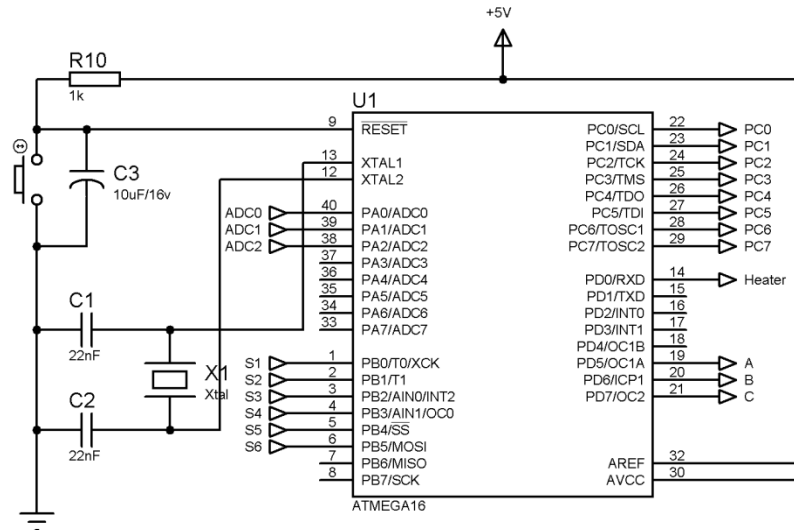 +5V
R10
1k
U1
9 RESET
13 XTAL1
12 XTAL2
C3
10uF/16v
ADC0 40 PA0/ADC0
ADC1 39 PA1/ADC1
ADC2 38 PA2/ADC2
37 PA3/ADC3
36 PA4/ADC4
35 PA5/ADC5
34 PA6/ADC6
33 PA7/ADC7
C1
22nF
X1
Xtal
C2
22nF
S1 1 PB0/T0/XCK
S2 2 PB1/T1
S3 3 PB2/AIN0/INT2
S4 4 PB3/AIN1/OC0
S5 5 PB4/SS
S6 6 PB5/MOSI
7 PB6/MISO
8 PB7/SCK
PC0/SCL 22 PC0
PC1/SDA 23 PC1
PC2/TCK 24 PC2
PC3/TMS 25 PC3
PC4/TDO 26 PC4
PC5/TDI 27 PC5
PC6/TOSC1 28 PC6
PC7/TOSC2 29 PC7
PD0/RXD 14 Heater
PD1/TXD 15
PD2/INT0 16
PD3/INT1 17
PD4/OC1B 18
PD5/OC1A 19 A
PD6/ICP1 20 B
PD7/OC2 21 C
AREF 32
AVCC 30
ATMEGA16